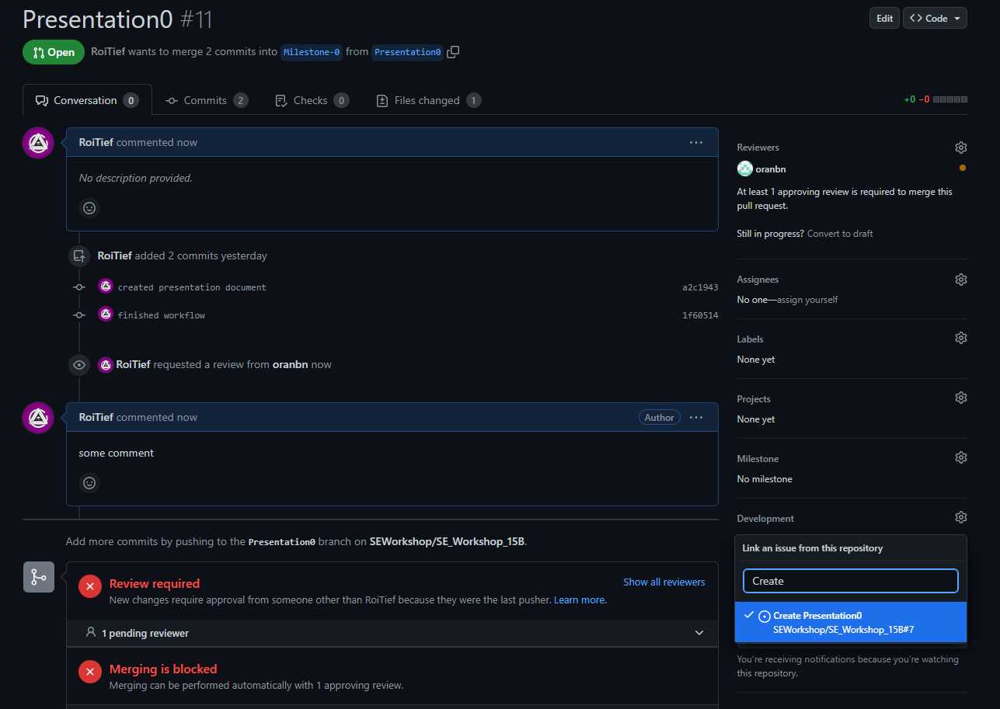 Presentation0 #11
Edit
<> Code
Open
RoiTief wants to merge 2 commits into Milestone-0 from Presentation0
Conversation 0
Commits 2
Checks 0
Files changed 1
+0 −0
RoiTief commented now
No description provided.
RoiTief added 2 commits yesterday
created presentation document a2c1943
finished workflow 1f60514
RoiTief requested a review from oranbn now
RoiTief commented now
Author
some comment
Add more commits by pushing to the Presentation0 branch on SEWorkshop/SE_Workshop_15B.
Review required
Show all reviewers
New changes require approval from someone other than RoiTief because they were the last pusher. Learn more.
1 pending reviewer
Merging is blocked
Merging can be performed automatically with 1 approving review.
Reviewers
oranbn
At least 1 approving review is required to merge this
pull request.
Still in progress? Convert to draft
Assignees
No one—assign yourself
Labels
None yet
Projects
None yet
Milestone
No milestone
Development
Link an issue from this repository
Create
Create Presentation0
SEWorkshop/SE_Workshop_15B#7
You're receiving notifications because you're watching
this repository.